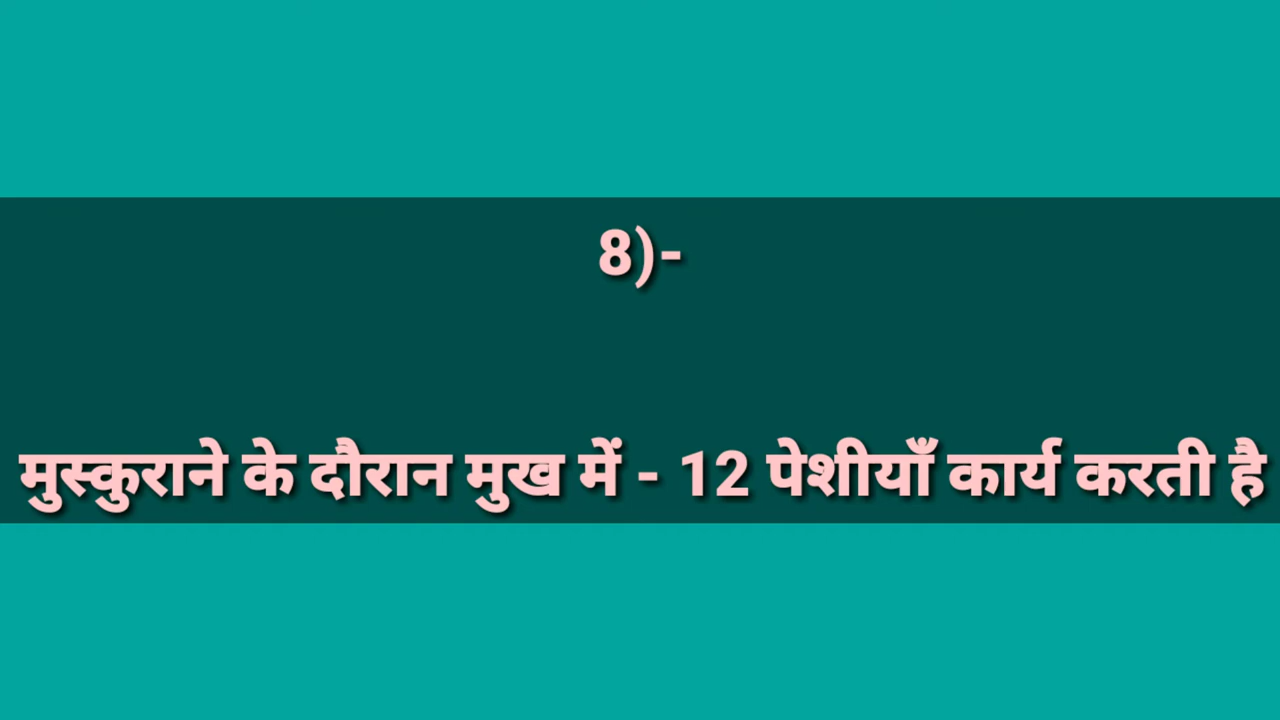 8)-
मुस्कुराने के दौरान मुख में - 12 पेशीयाँ कार्य करती है